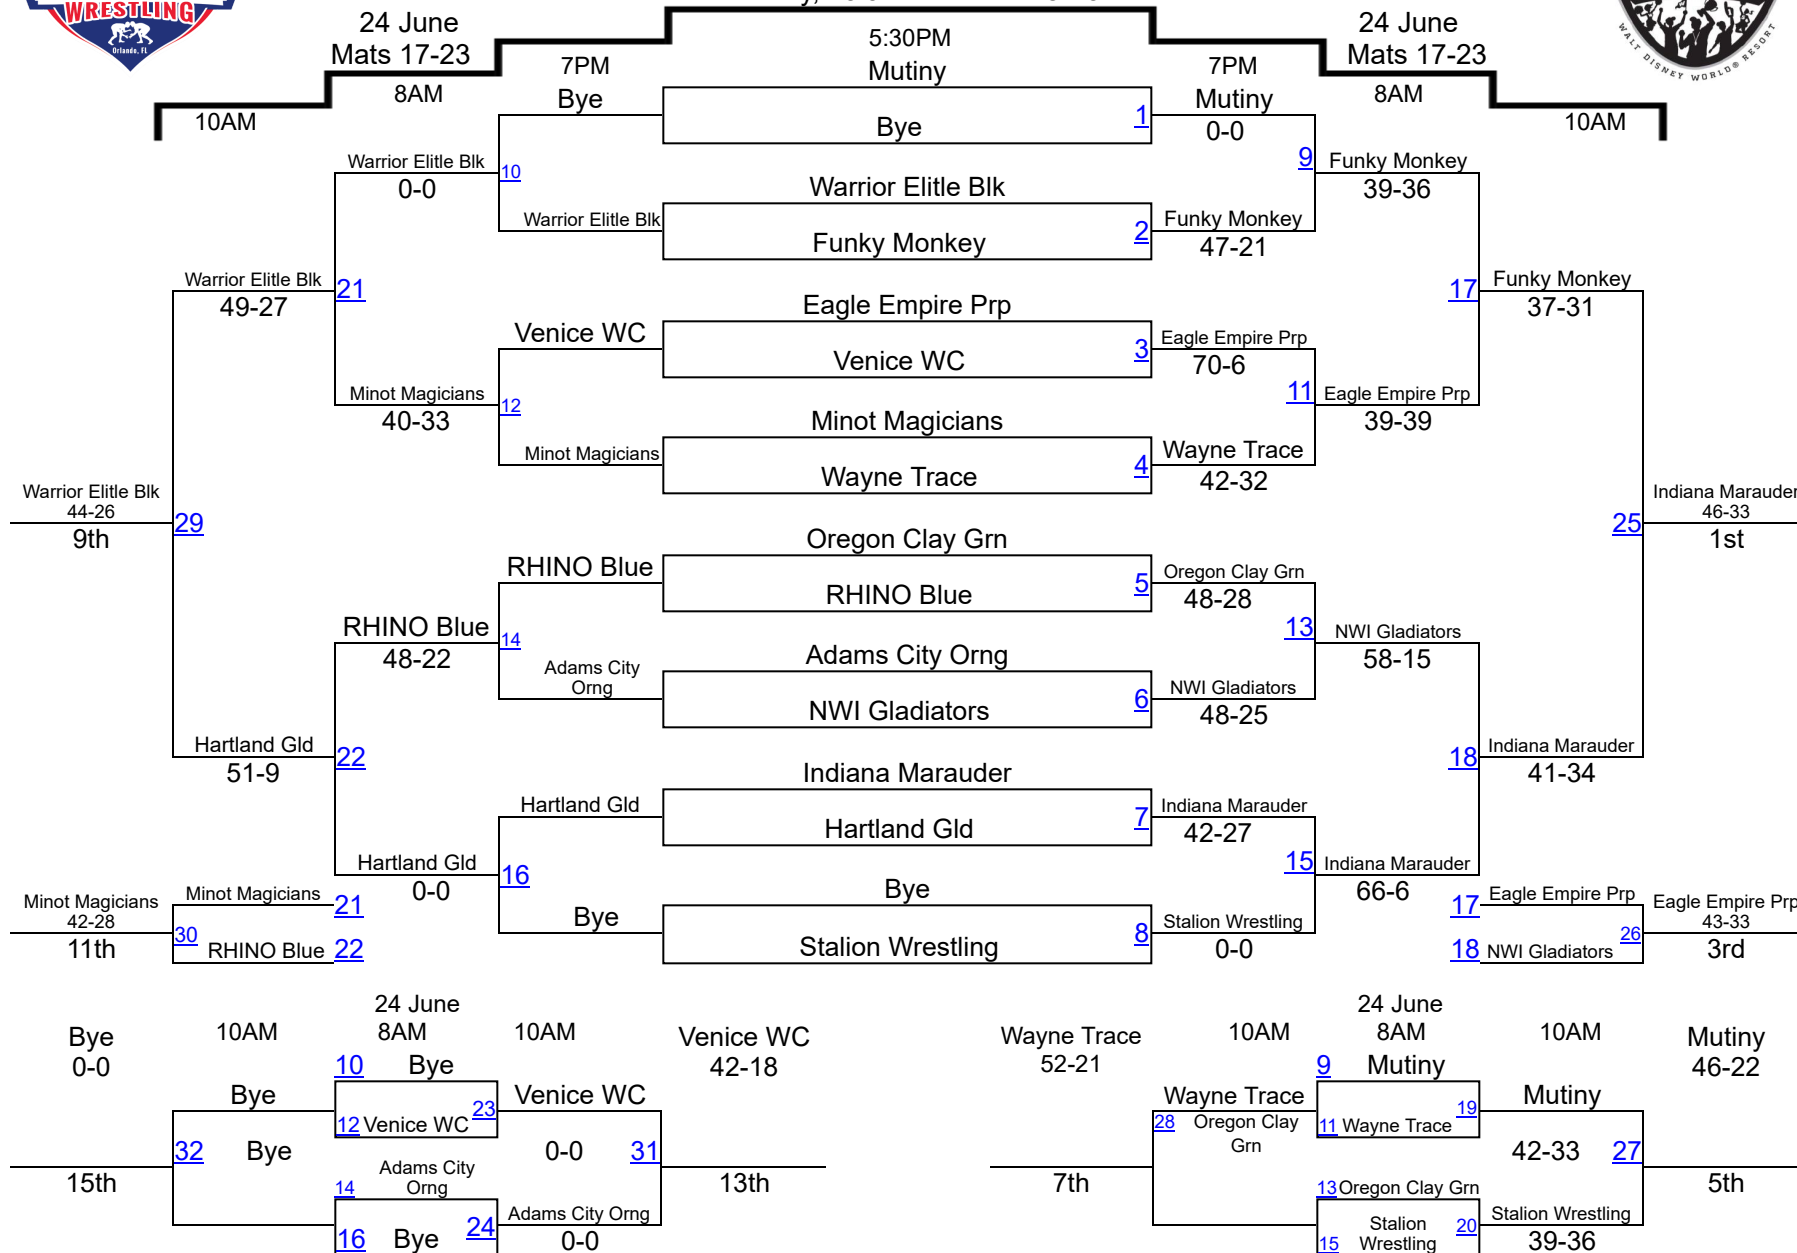 WRESTLING
Orlando, FL
WALT DISNEY WORLD® RESORT
24 June
Mats 17-23
24 June
Mats 17-23
5:30PM
7PM
7PM
8AM
8AM
10AM
10AM
Mutiny
Bye
1
Bye
Mutiny
0-0
Warrior Elitle Blk
0-0
10
9
Funky Monkey
39-36
Warrior Elitle Blk
Warrior Elitle Blk
Funky Monkey
2
Funky Monkey
47-21
Warrior Elitle Blk
49-27
21
17
Funky Monkey
37-31
Eagle Empire Prp
Venice WC
Venice WC
3
Eagle Empire Prp
70-6
Minot Magicians
40-33
12
11
Eagle Empire Prp
39-39
Minot Magicians
Minot Magicians
Wayne Trace
4
Wayne Trace
42-32
Warrior Elitle Blk
44-26
9th
29
25
Indiana Marauder
46-33
1st
Oregon Clay Grn
RHINO Blue
RHINO Blue
5
Oregon Clay Grn
48-28
RHINO Blue
48-22
14
13
NWI Gladiators
58-15
Adams City
Orng
Adams City Orng
NWI Gladiators
6
NWI Gladiators
48-25
Hartland Gld
51-9
22
18
Indiana Marauder
41-34
Indiana Marauder
Hartland Gld
Hartland Gld
7
Indiana Marauder
42-27
Hartland Gld
0-0
16
15
Indiana Marauder
66-6
Bye
Bye
Stalion Wrestling
8
Stalion Wrestling
0-0
Minot Magicians
42-28
11th
Minot Magicians
21
30
RHINO Blue
22
17
Eagle Empire Prp
18
NWI Gladiators
26
Eagle Empire Prp
43-33
3rd
24 June
Bye
0-0
10AM
8AM
10AM
Venice WC
42-18
10
Bye
Bye
12
Venice WC
23
Venice WC
32
Bye
0-0
31
15th
13th
14
Adams City
Orng
16
Bye
24
Adams City Orng
0-0
24 June
Wayne Trace
52-21
10AM
8AM
10AM
Mutiny
46-22
9
Mutiny
Wayne Trace
28
Oregon Clay
Grn
11
Wayne Trace
19
Mutiny
42-33
27
7th
5th
13
Oregon Clay Grn
15
Stalion
Wrestling
20
Stalion Wrestling
39-36